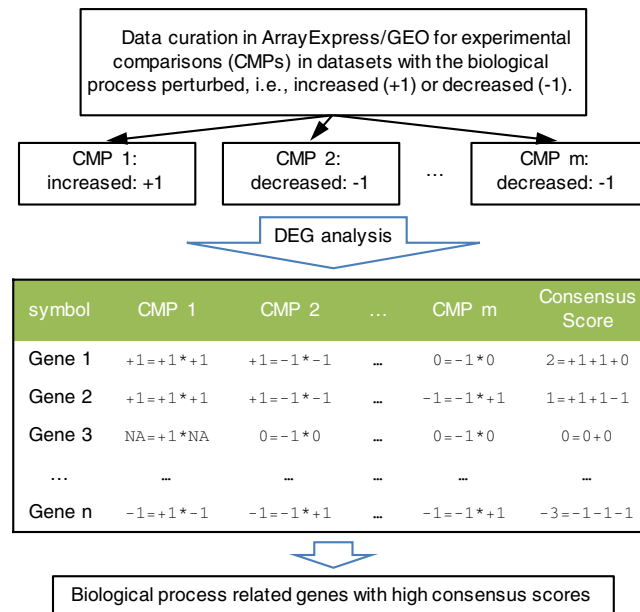 Data curation in ArrayExpress/GEO for experimental
comparisons (CMPs) in datasets with the biological
process perturbed, i.e., increased (+1) or decreased (-1).
CMP 1:
increased: +1
CMP 2:
decreased: -1
...
CMP m:
decreased: -1
DEG analysis
symbol CMP 1 CMP 2 ... CMP m Consensus Score
Gene 1 +1=+1*+1 +1=-1*-1 ... 0=-1*0 2=+1+1+0
Gene 2 +1=+1*+1 +1=-1*-1 ... -1=-1*+1 1=+1+1-1
Gene 3 NA=+1*NA 0=-1*0 ... 0=-1*0 0=0+0
... ... ... ... ... ...
Gene n -1=+1*-1 -1=-1*+1 ... -1=-1*+1 -3=-1-1-1
Biological process related genes with high consensus scores